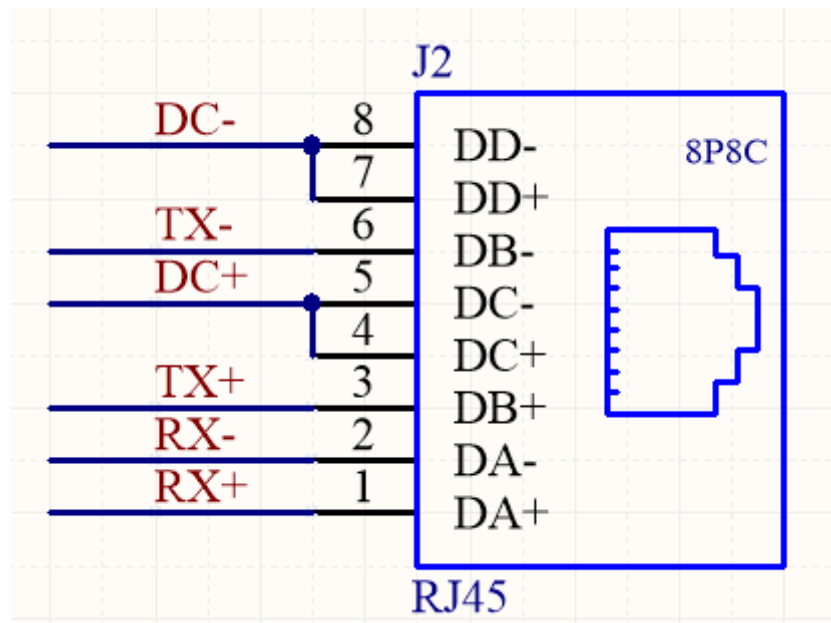 J2
DC- 8 DD- 8P8C
7 DD+
TX- 6 DB-
DC+ 5 DC-
4 DC+
TX+ 3 DB+
RX- 2 DA-
RX+ 1 DA+
RJ45